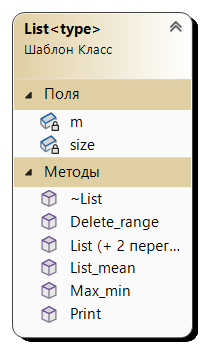 List<type>
Шаблон Класс
Поля
m
size
Методы
~List
Delete_range
List (+ 2 перег...
List_mean
Max_min
Print